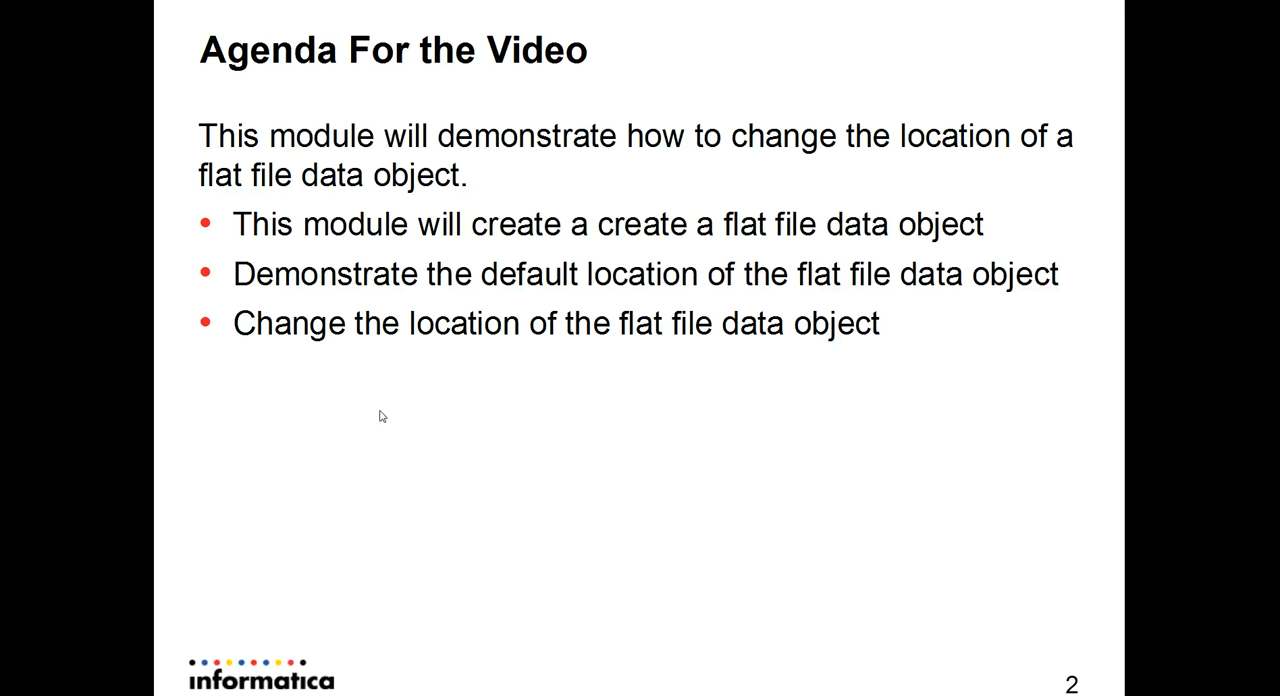 Agenda For the Video
This module will demonstrate how to change the location of a
flat file data object.
• This module will create a create a flat file data object
• Demonstrate the default location of the flat file data object
• Change the location of the flat file data object
informatica
2